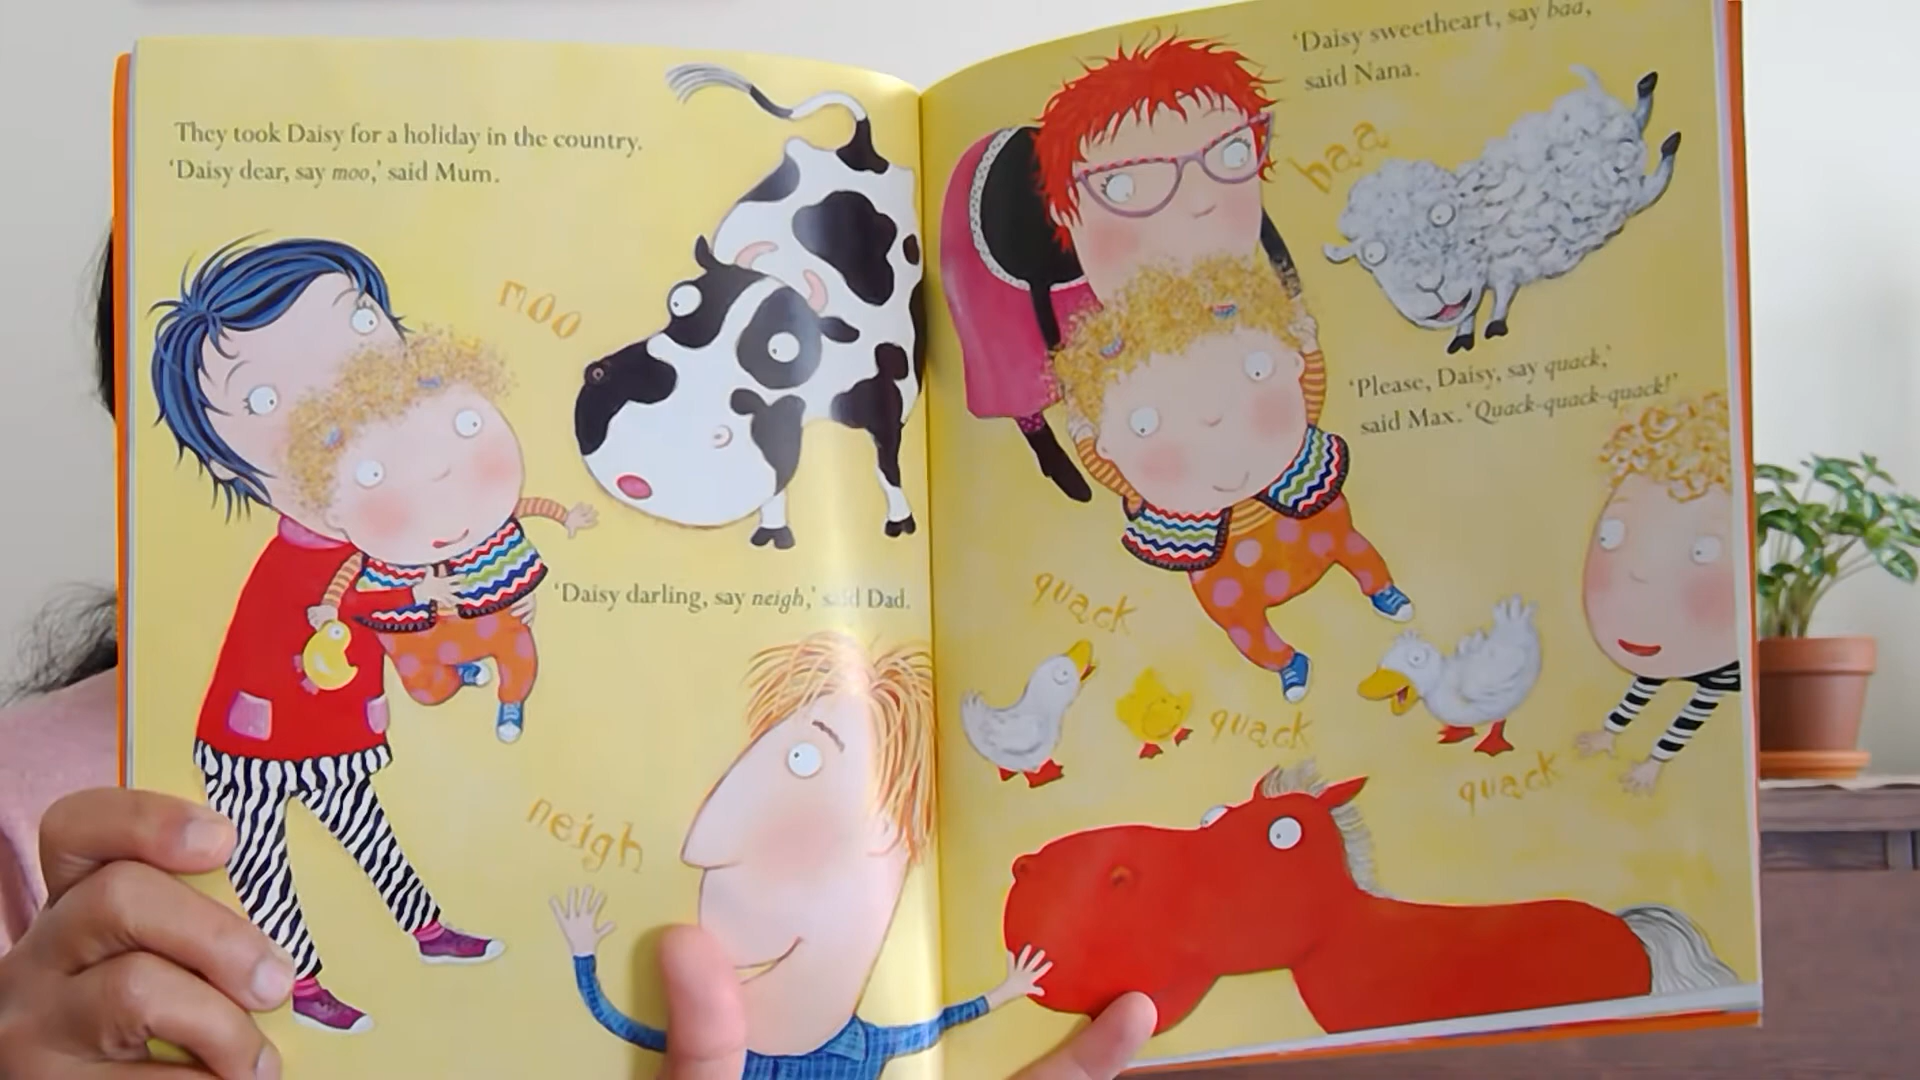 They took Daisy for a holiday in the country.
‘Daisy dear, say moo,’ said Mum.
moo
‘Daisy darling, say neigh,’ said Dad.
neigh
‘Daisy sweetheart, say baa,
said Nana.
baa
‘Please, Daisy, say quack,’
said Max. ‘Quack-quack-quack!’
quack
quack
quack